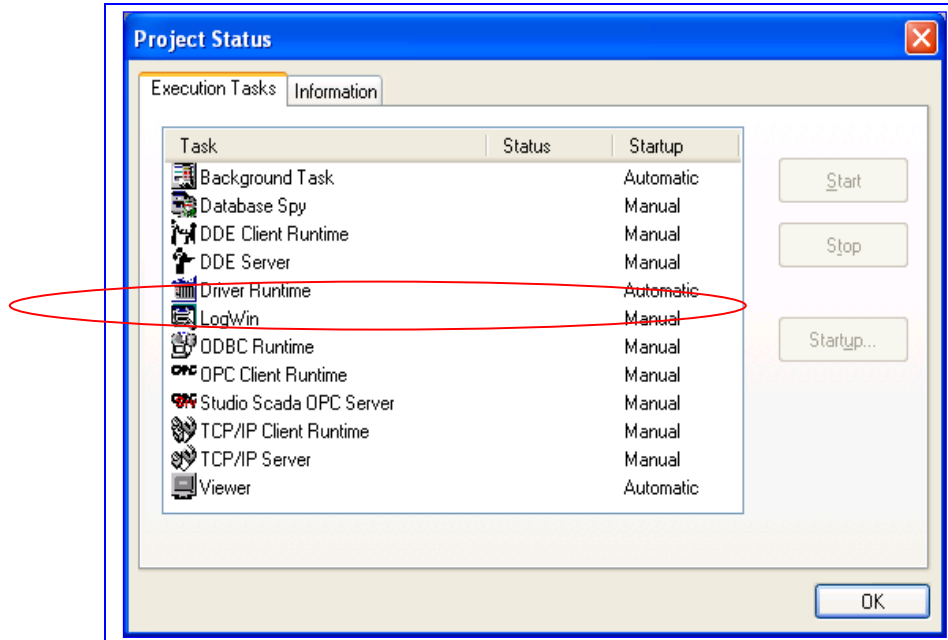 Project Status
Execution Tasks Information
Task Status Startup
Background Task Automatic
Database Spy Manual
DDE Client Runtime Manual
DDE Server Manual
Driver Runtime Automatic
LogWin Manual
ODBC Runtime Manual
OPC Client Runtime Manual
Studio Scada OPC Server Manual
TCP/IP Client Runtime Manual
TCP/IP Server Manual
Viewer Automatic
Start
Stop
Startup...
OK